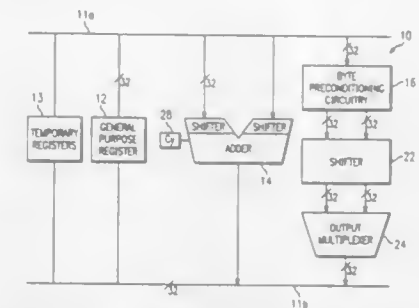 11a
10
32
32
32
BYTE
PRECONDITIONING
CIRCUITRY
16
13
TEMPORARY
REGISTERS
12
GENERAL
PURPOSE
REGISTER
28
Cy
SHIFTER
SHIFTER
ADDER
14
32
32
SHIFTER
22
32
32
OUTPUT
MULTIPLEXER
24
32
32
11b